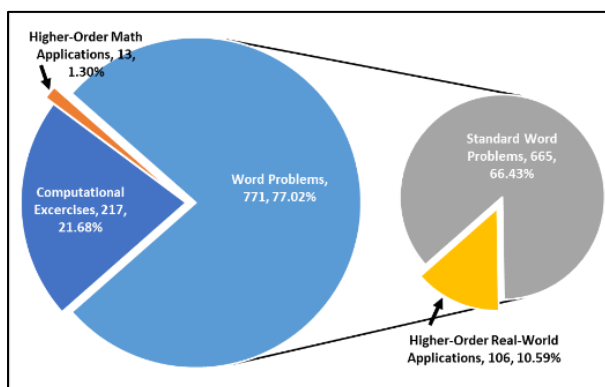 Higher-Order Math
Applications, 13,
1.30%
Computational
Excercises, 217,
21.68%
Word Problems,
771, 77.02%
Standard Word
Problems, 665,
66.43%
Higher-Order Real-World
Applications, 106, 10.59%